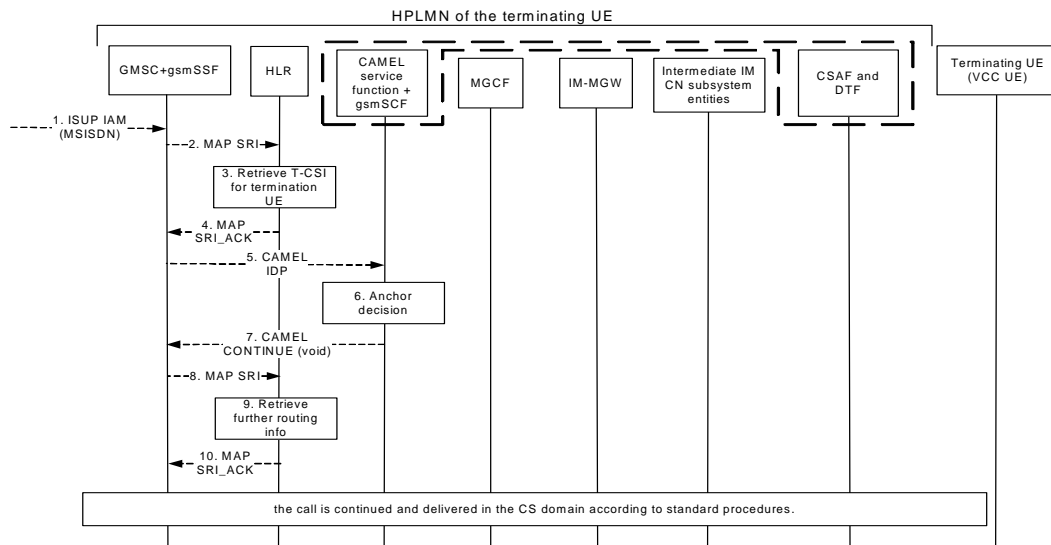 HPLMN of the terminating UE
GMSC+gsmSSF
HLR
CAMEL
service
function +
gsmSCF
MGCF
IM-MGW
Intermediate IM
CN subsystem
entities
CSAF and
DTF
Terminating UE
(VCC UE)
1. ISUP IAM
(MSISDN)
2. MAP SRI
3. Retrieve T-CSI
for termination
UE
4. MAP
SRI_ACK
5. CAMEL
IDP
6. Anchor
decision
7. CAMEL
CONTINUE (void)
8. MAP SRI
9. Retrieve
further routing
info
10. MAP
SRI_ACK
the call is continued and delivered in the CS domain according to standard procedures.